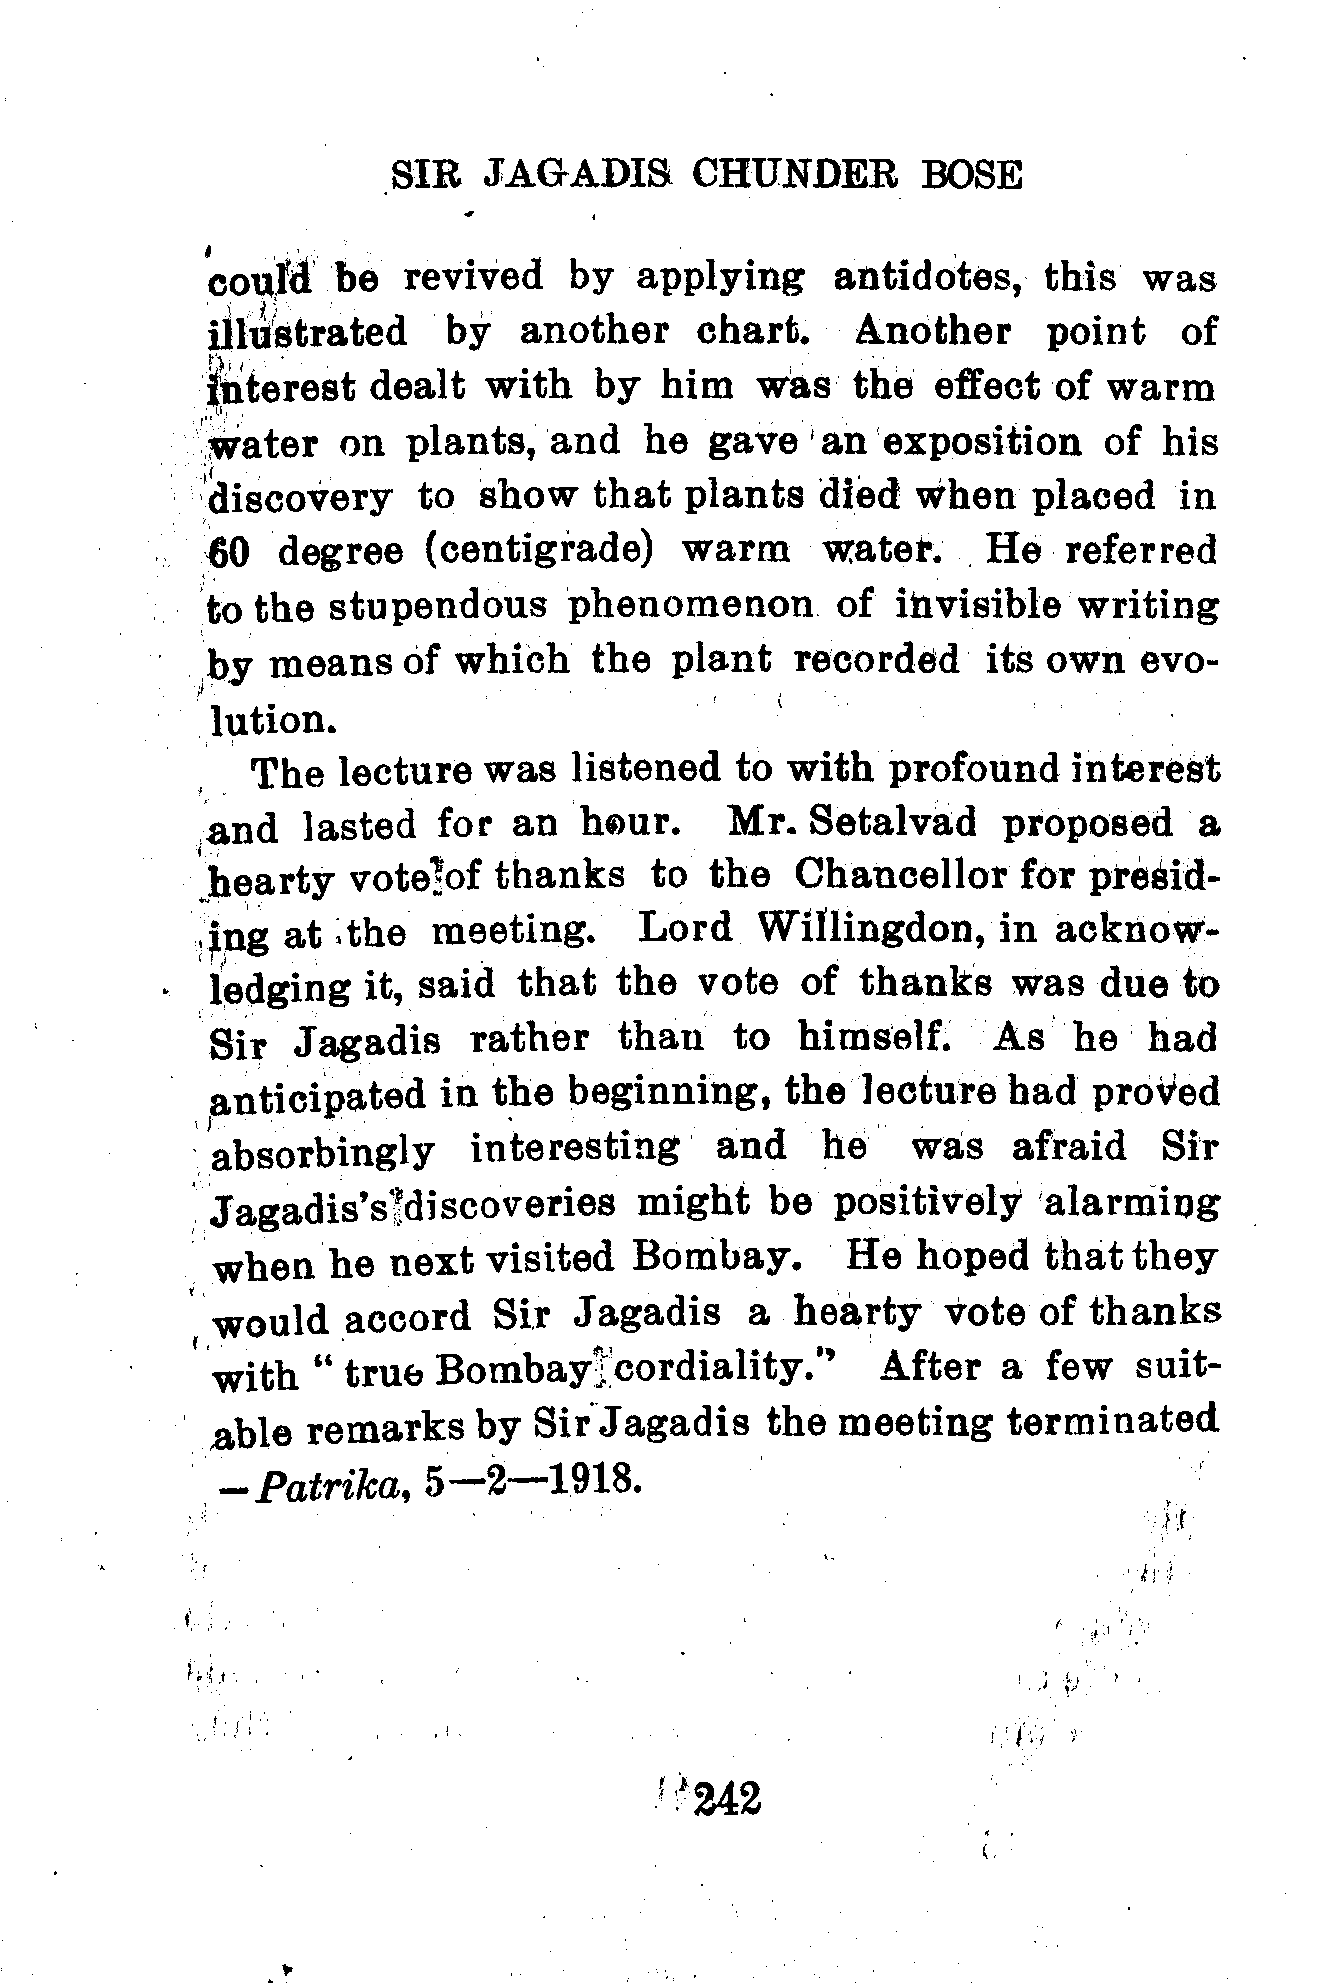 SIR JAGADIS CHUNDER BOSE
could be revived by applying antidotes, this was
illustrated by another chart. Another point of
interest dealt with by him was the effect of warm
water on plants, and he gave an exposition of his
discovery to show that plants died when placed in
60 degree (centigrade) warm water. He referred
to the stupendous phenomenon of invisible writing
by means of which the plant recorded its own evo-
lution.
The lecture was listened to with profound interest
and lasted for an hour. Mr. Setalvad proposed a
hearty vote of thanks to the Chancellor for presid-
ing at the meeting. Lord Willingdon, in acknow-
ledging it, said that the vote of thanks was due to
Sir Jagadis rather than to himself. As he had
anticipated in the beginning, the lecture had proved
absorbingly interesting and he was afraid Sir
Jagadis's discoveries might be positively alarming
when he next visited Bombay. He hoped that they
would accord Sir Jagadis a hearty vote of thanks
with "true Bombay cordiality." After a few suit-
able remarks by Sir Jagadis the meeting terminated
—Patrika, 5—2—1918.
242